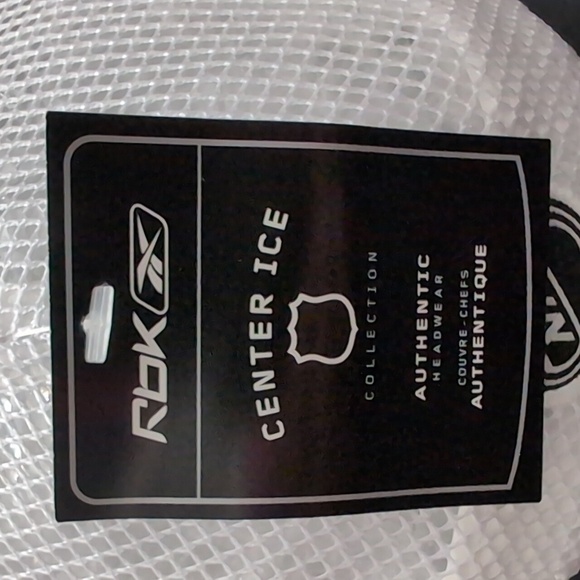 RbK
CENTER ICE
COLLECTION
AUTHENTIC
HEADWEAR
COUVRE-CHEFS
AUTHENTIQUE